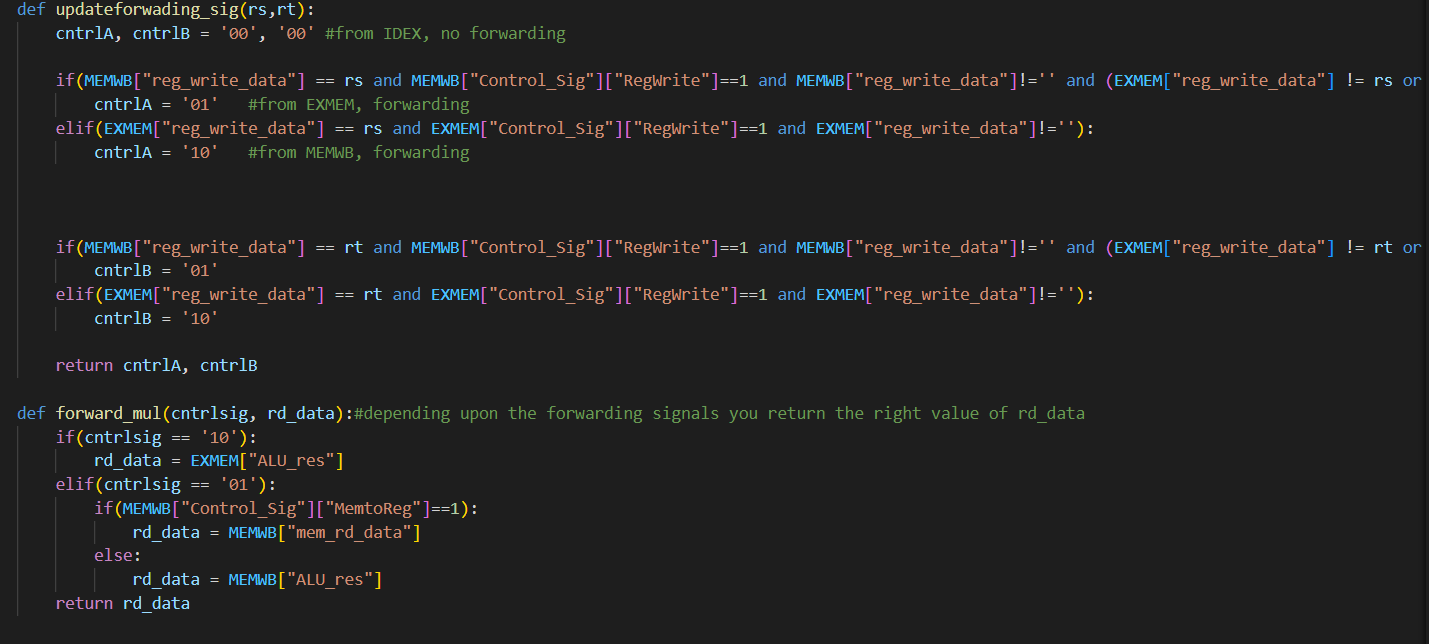 def updateforwading_sig(rs,rt):
    cntrlA, cntrlB = '00', '00' #from IDEX, no forwarding
    if(MEMWB["reg_write_data"] == rs and MEMWB["Control_Sig"]["RegWrite"]==1 and MEMWB["reg_write_data"]!='' and (EXMEM["reg_write_data"] != rs or
        cntrlA = '01'   #from EXMEM, forwarding
    elif(EXMEM["reg_write_data"] == rs and EXMEM["Control_Sig"]["RegWrite"]==1 and EXMEM["reg_write_data"]!=''):
        cntrlA = '10'   #from MEMWB, forwarding
    if(MEMWB["reg_write_data"] == rt and MEMWB["Control_Sig"]["RegWrite"]==1 and MEMWB["reg_write_data"]!='' and (EXMEM["reg_write_data"] != rt or
        cntrlB = '01'
    elif(EXMEM["reg_write_data"] == rt and EXMEM["Control_Sig"]["RegWrite"]==1 and EXMEM["reg_write_data"]!=''):
        cntrlB = '10'
    return cntrlA, cntrlB
def forward_mul(cntrlsig, rd_data):#depending upon the forwarding signals you return the right value of rd_data
    if(cntrlsig == '10'):
        rd_data = EXMEM["ALU_res"]
    elif(cntrlsig == '01'):
        if(MEMWB["Control_Sig"]["MemtoReg"]==1):
            rd_data = MEMWB["mem_rd_data"]
        else:
            rd_data = MEMWB["ALU_res"]
    return rd_data